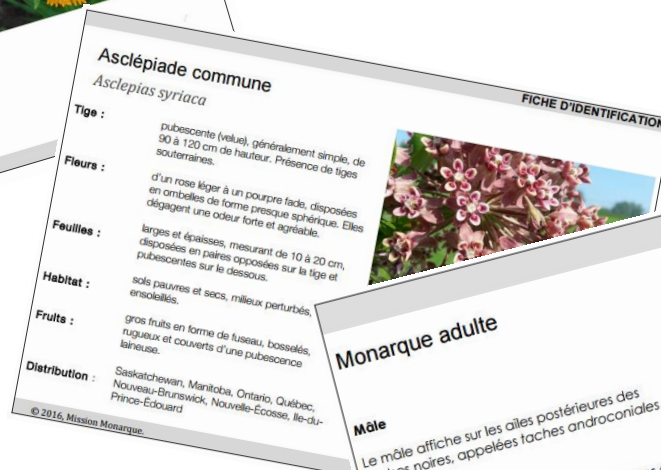 Asclépiade commune
Asclepias syriaca
FICHE D'IDENTIFICATION
Tige :
pubescente (velue), généralement simple, de
90 à 120 cm de hauteur. Présence de tiges
souterraines.
Fleurs :
d'un rose léger à un pourpre fade, disposées
en ombelles de forme presque sphérique. Elles
dégagent une odeur forte et agréable.
Feuilles :
larges et épaisses, mesurant de 10 à 20 cm,
disposées en paires opposées sur la tige et
pubescentes sur le dessous.
Habitat :
sols pauvres et secs, milieux perturbés,
ensoleillés.
Fruits :
gros fruits en forme de fuseau, bosselés,
rugueux et couverts d'une pubescence
laineuse.
Distribution :
Saskatchewan, Manitoba, Ontario, Québec,
Nouveau-Brunswick, Nouvelle-Écosse, Ile-du-
Prince-Édouard
© 2016, Mission Monarque.
Monarque adulte
Mâle
Le mâle affiche sur les ailes postérieures des
noires, appelées taches androconiales